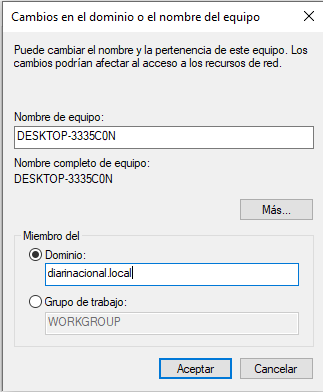 Cambios en el dominio o el nombre del equipo
Puede cambiar el nombre y la pertenencia de este equipo. Los
cambios podrían afectar al acceso a los recursos de red.
Nombre de equipo:
DESKTOP-3335C0N
Nombre completo de equipo:
DESKTOP-3335C0N
Más...
Miembro del
Dominio:
diarinacional.local
Grupo de trabajo:
WORKGROUP
Aceptar
Cancelar